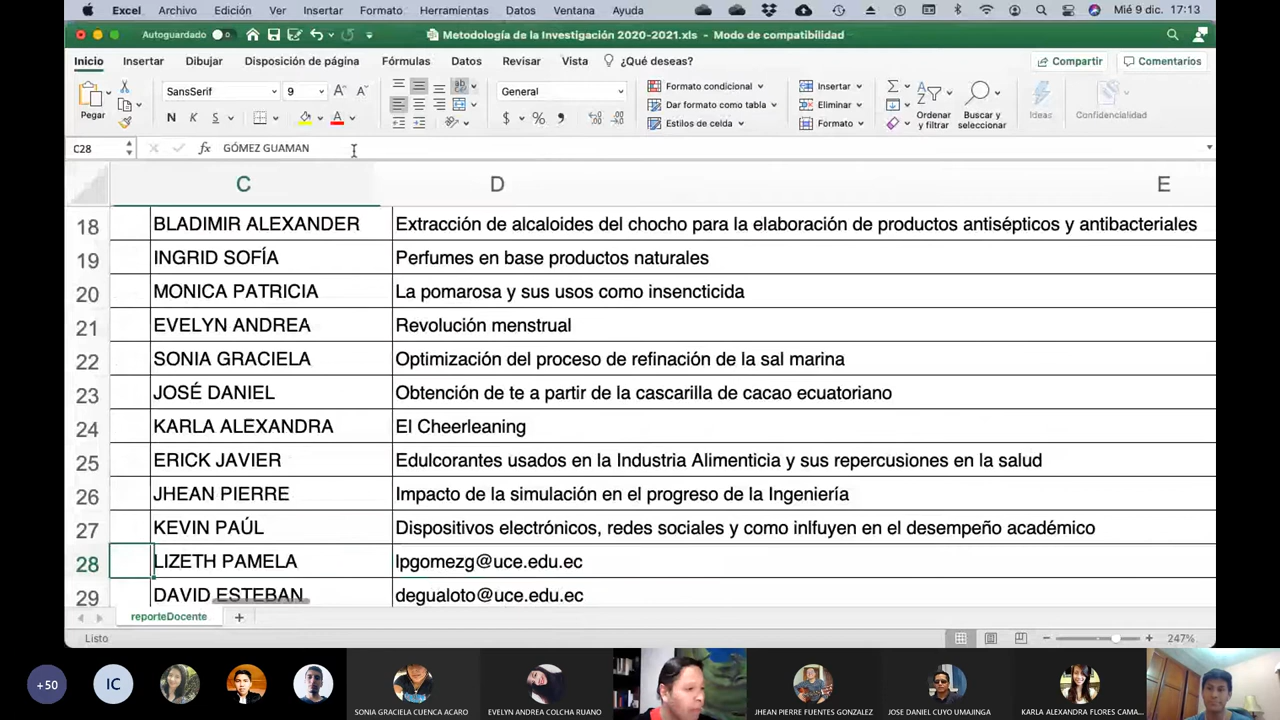 Excel Archivo Edición Ver Insertar Formato Herramientas Datos Ventana Ayuda Mié 9 dic. 17:13
Autoguardado Metodología de la Investigación 2020-2021.xls - Modo de compatibilidad
Inicio Insertar Dibujar Disposición de página Fórmulas Datos Revisar Vista ¿Qué deseas? Compartir Comentarios
Pegar SansSerif 9 General Formato condicional Insertar
N K S Dar formato como tabla Eliminar
Estilos de celda Formato
Ordenar y filtrar Buscar y seleccionar Ideas Confidencialidad
C28 fx GÓMEZ GUAMAN
C D E
18 BLADIMIR ALEXANDER Extracción de alcaloides del chocho para la elaboración de productos antisépticos y antibacteriales
19 INGRID SOFÍA Perfumes en base productos naturales
20 MONICA PATRICIA La pomarosa y sus usos como insencticida
21 EVELYN ANDREA Revolución menstrual
22 SONIA GRACIELA Optimización del proceso de refinación de la sal marina
23 JOSÉ DANIEL Obtención de te a partir de la cascarilla de cacao ecuatoriano
24 KARLA ALEXANDRA El Cheerleaning
25 ERICK JAVIER Edulcorantes usados en la Industria Alimenticia y sus repercusiones en la salud
26 JHEAN PIERRE Impacto de la simulación en el progreso de la Ingeniería
27 KEVIN PAÚL Dispositivos electrónicos, redes sociales y como inlfuyen en el desempeño académico
28 LIZETH PAMELA lpgomezg@uce.edu.ec
29 DAVID ESTEBAN degualoto@uce.edu.ec
reporteDocente +
Listo 247%
+50 IC
SONIA GRACIELA CUENCA ACARO EVELYN ANDREA COLCHA RUANO JHEAN PIERRE FUENTES GONZALEZ JOSE DANIEL CUYO UMAJINGA KARLA ALEXANDRA FLORES CAMA...